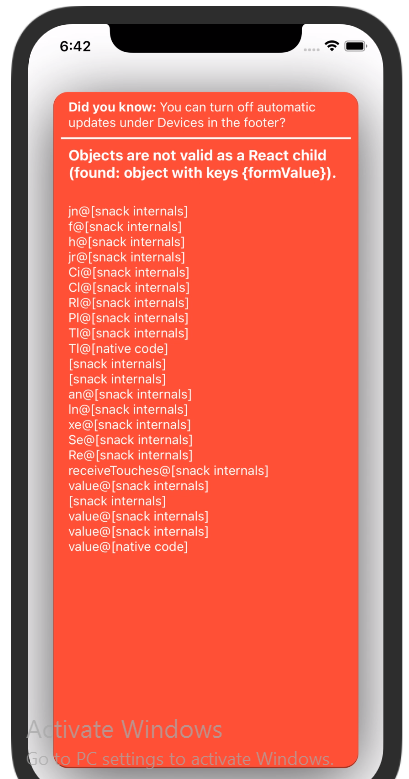 6:42
Did you know: You can turn off automatic
updates under Devices in the footer?
Objects are not valid as a React child
(found: object with keys {formValue}).
jn@[snack internals]
f@[snack internals]
h@[snack internals]
jr@[snack internals]
Ci@[snack internals]
Cl@[snack internals]
Rl@[snack internals]
Pl@[snack internals]
Tl@[snack internals]
Tl@[native code]
[snack internals]
[snack internals]
an@[snack internals]
ln@[snack internals]
xe@[snack internals]
Se@[snack internals]
Re@[snack internals]
receiveTouches@[snack internals]
value@[snack internals]
[snack internals]
value@[snack internals]
value@[snack internals]
value@[native code]
Activate Windows
Go to PC settings to activate Windows.